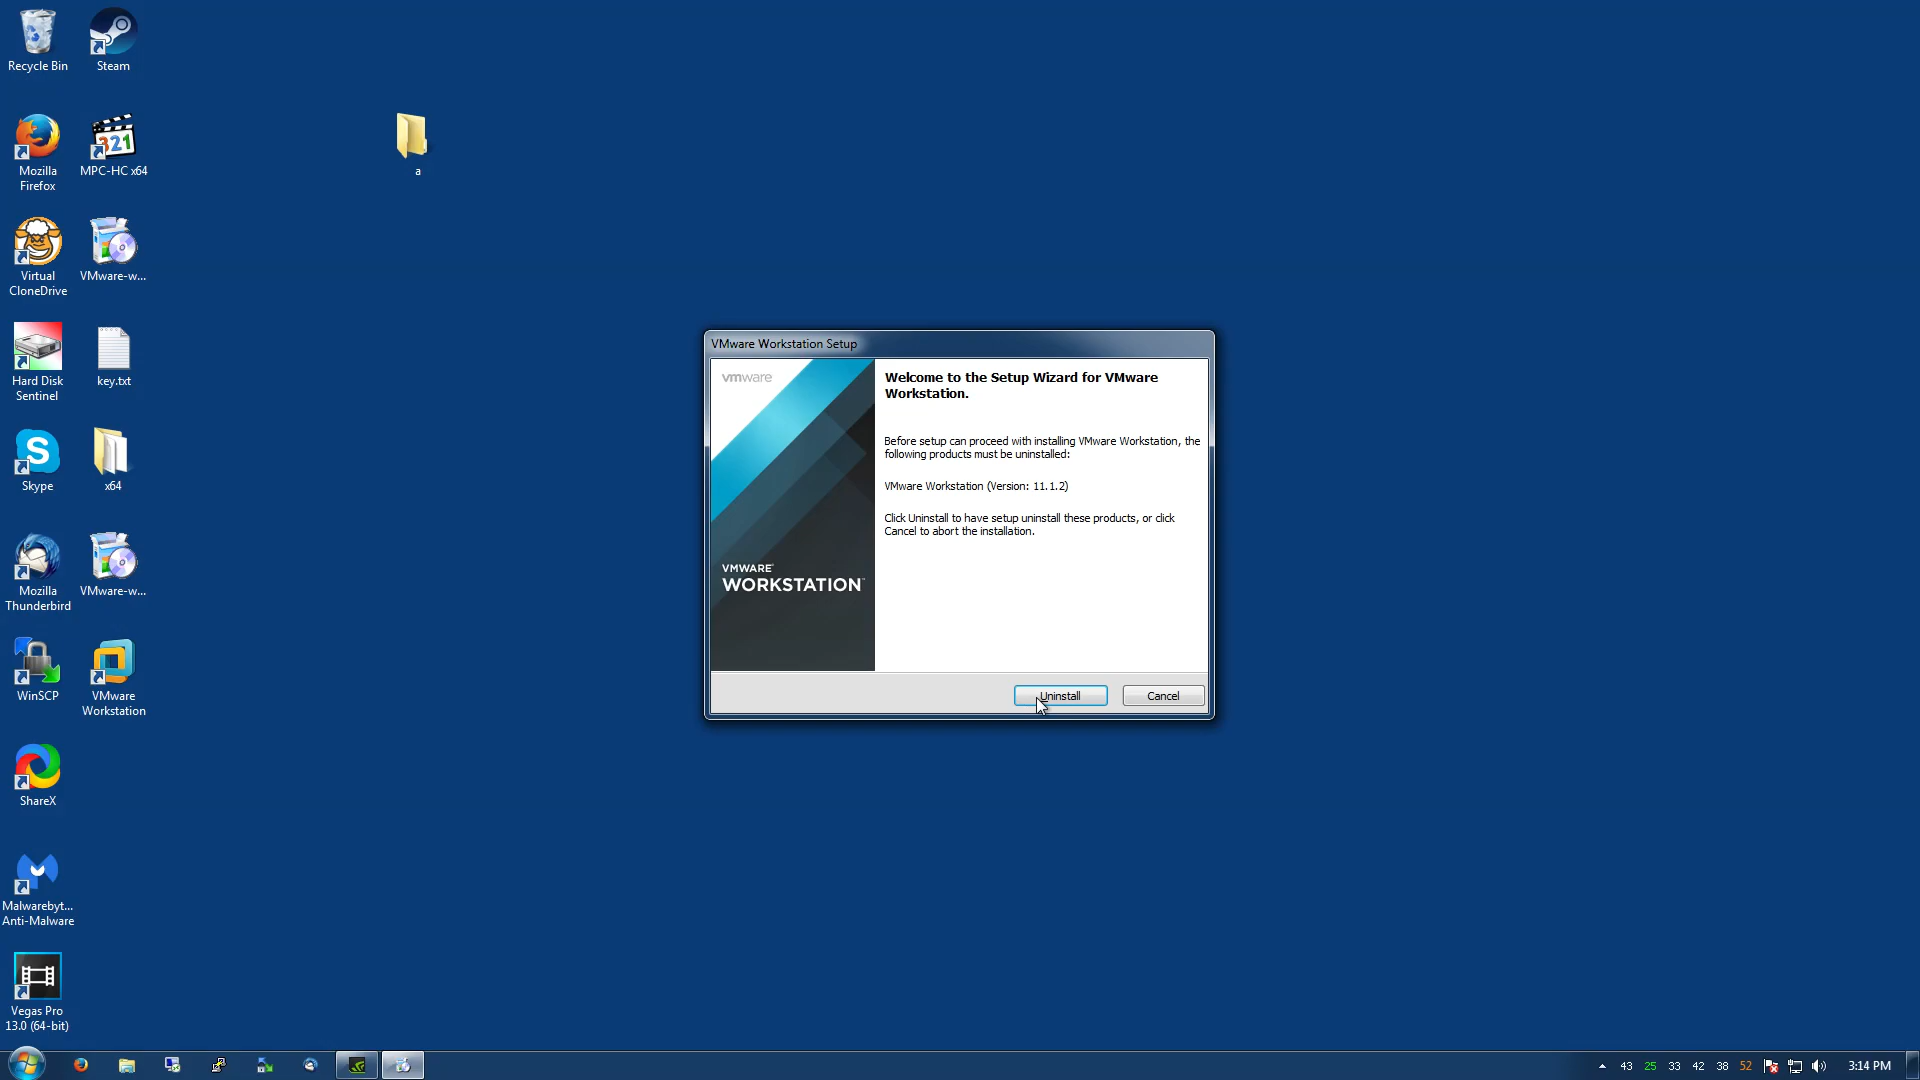 Recycle Bin
Steam
Mozilla
Firefox
321
MPC-HC x64
a
Virtual
CloneDrive
VMware-w...
Hard Disk
Sentinel
key.txt
S
Skype
x64
Mozilla
Thunderbird
VMware-w...
WinSCP
VMware
Workstation
ShareX
Malwarebyt...
Anti-Malware
Vegas Pro
13.0 (64-bit)
VMware Workstation Setup
vmware
VMWARE®
WORKSTATION™
Welcome to the Setup Wizard for VMware
Workstation.
Before setup can proceed with installing VMware Workstation, the
following products must be uninstalled:
VMware Workstation (Version: 11.1.2)
Click Uninstall to have setup uninstall these products, or click
Cancel to abort the installation.
Uninstall
Cancel
43 25 33 42 38 52
3:14 PM